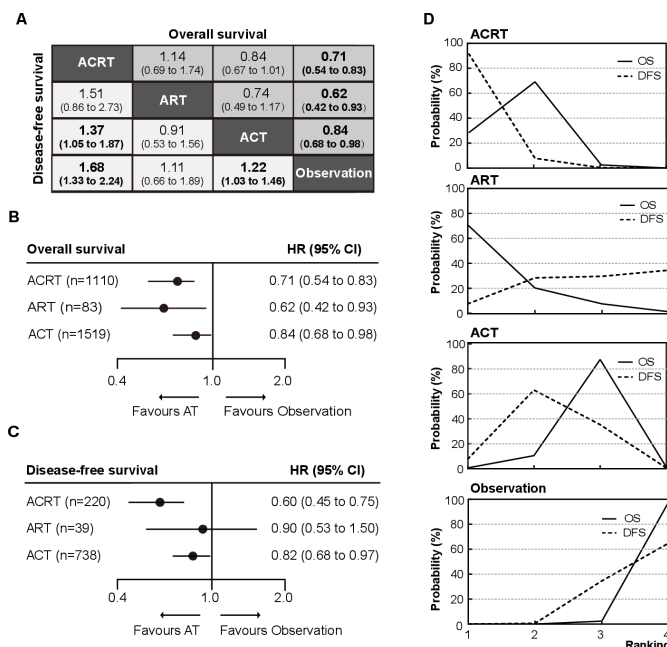 A
Overall survival
Disease-free survival
ACRT
1.14
(0.69 to 1.74)
0.84
(0.67 to 1.01)
0.71
(0.54 to 0.83)
1.51
(0.86 to 2.73)
ART
0.74
(0.49 to 1.17)
0.62
(0.42 to 0.93)
1.37
(1.05 to 1.87)
0.91
(0.53 to 1.56)
ACT
0.84
(0.68 to 0.98)
1.68
(1.33 to 2.24)
1.11
(0.66 to 1.89)
1.22
(1.03 to 1.46)
Observation
B
Overall survival HR (95% CI)
ACRT (n=1110) 0.71 (0.54 to 0.83)
ART (n=83) 0.62 (0.42 to 0.93)
ACT (n=1519) 0.84 (0.68 to 0.98)
0.4 1.0 2.0
Favours AT Favours Observation
C
Disease-free survival HR (95% CI)
ACRT (n=220) 0.60 (0.45 to 0.75)
ART (n=39) 0.90 (0.53 to 1.50)
ACT (n=738) 0.82 (0.68 to 0.97)
0.4 1.0 2.0
Favours AT Favours Observation
D
ACRT
Probability (%)
100
80
60
40
20
0
OS
DFS
ART
Probability (%)
100
80
60
40
20
0
OS
DFS
ACT
Probability (%)
100
80
60
40
20
0
OS
DFS
Observation
Probability (%)
100
80
60
40
20
0
OS
DFS
1 2 3 4
Ranking